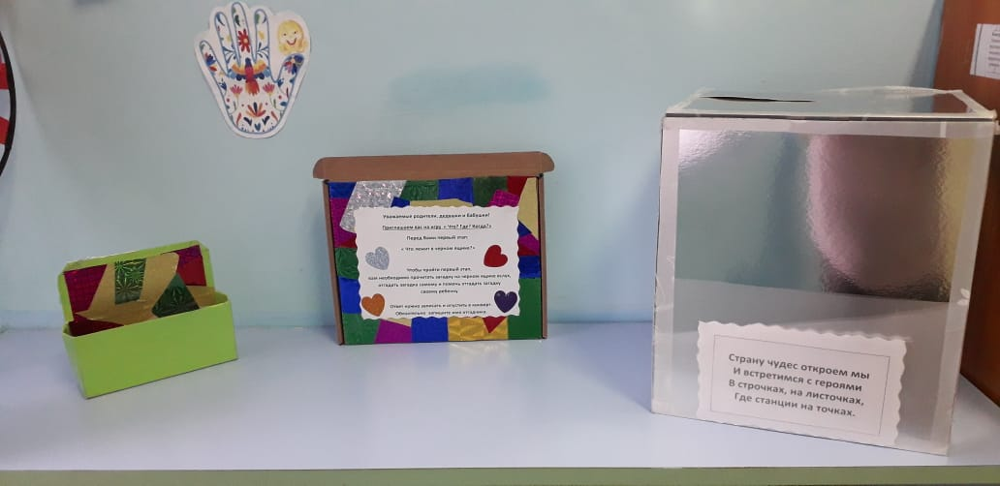 Уважаемые родители, дедушки и бабушки!
Приглашаем вас на игру « Что? Где? Когда?»
Перед Вами первый этап:
« Что лежит в черном ящике?»
Чтобы пройти первый этап,
вам необходимо прочитать загадку на черном ящике вслух,
отгадать загадку самому и помочь отгадать загадку
своему ребенку.
Ответ нужно записать и опустить в конверт.
Обязательно запишите имя отгадчика
Страну чудес откроем мы
И встретимся с героями
В строчках, на листочках,
Где станции на точках.